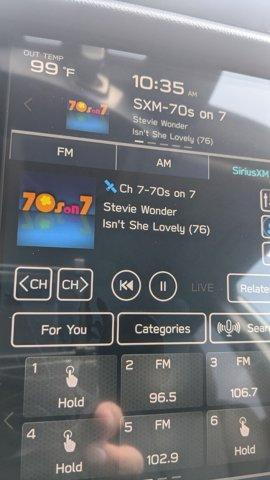 OUT TEMP
99 °F
10:35 AM
SXM-70s on 7
Stevie Wonder
Isn't She Lovely (76)
70s on 7
FM
AM
SiriusXM
70s on 7
Ch 7-70s on 7
Stevie Wonder
Isn't She Lovely (76)
<CH
CH>
LIVE
Relate
For You
Categories
Sear
1
Hold
2 FM
96.5
3 FM
106.7
4
Hold
5 FM
102.9
6
Hold